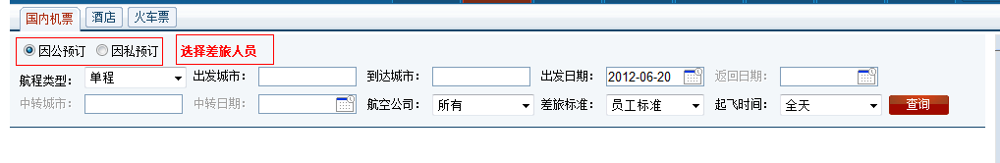 国内机票 酒店 火车票
因公预订 因私预订 选择差旅人员
航程类型： 单程 出发城市： 到达城市： 出发日期： 2012-06-20 返回日期：
中转城市： 中转日期： 航空公司： 所有 差旅标准： 员工标准 起飞时间： 全天 查询